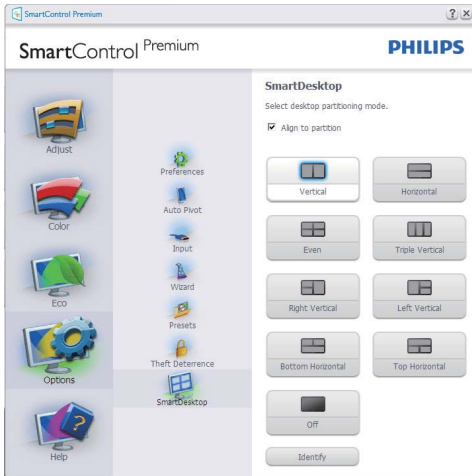 SmartControl Premium
? X
SmartControl Premium
PHILIPS
Adjust
Color
Eco
Options
Help
Preferences
Auto Pivot
Input
Wizard
Presets
Theft Deterrence
SmartDesktop
SmartDesktop
Select desktop partitioning mode.
Align to partition
Vertical
Horizontal
Even
Triple Vertical
Right Vertical
Left Vertical
Bottom Horizontal
Top Horizontal
Off
Identify